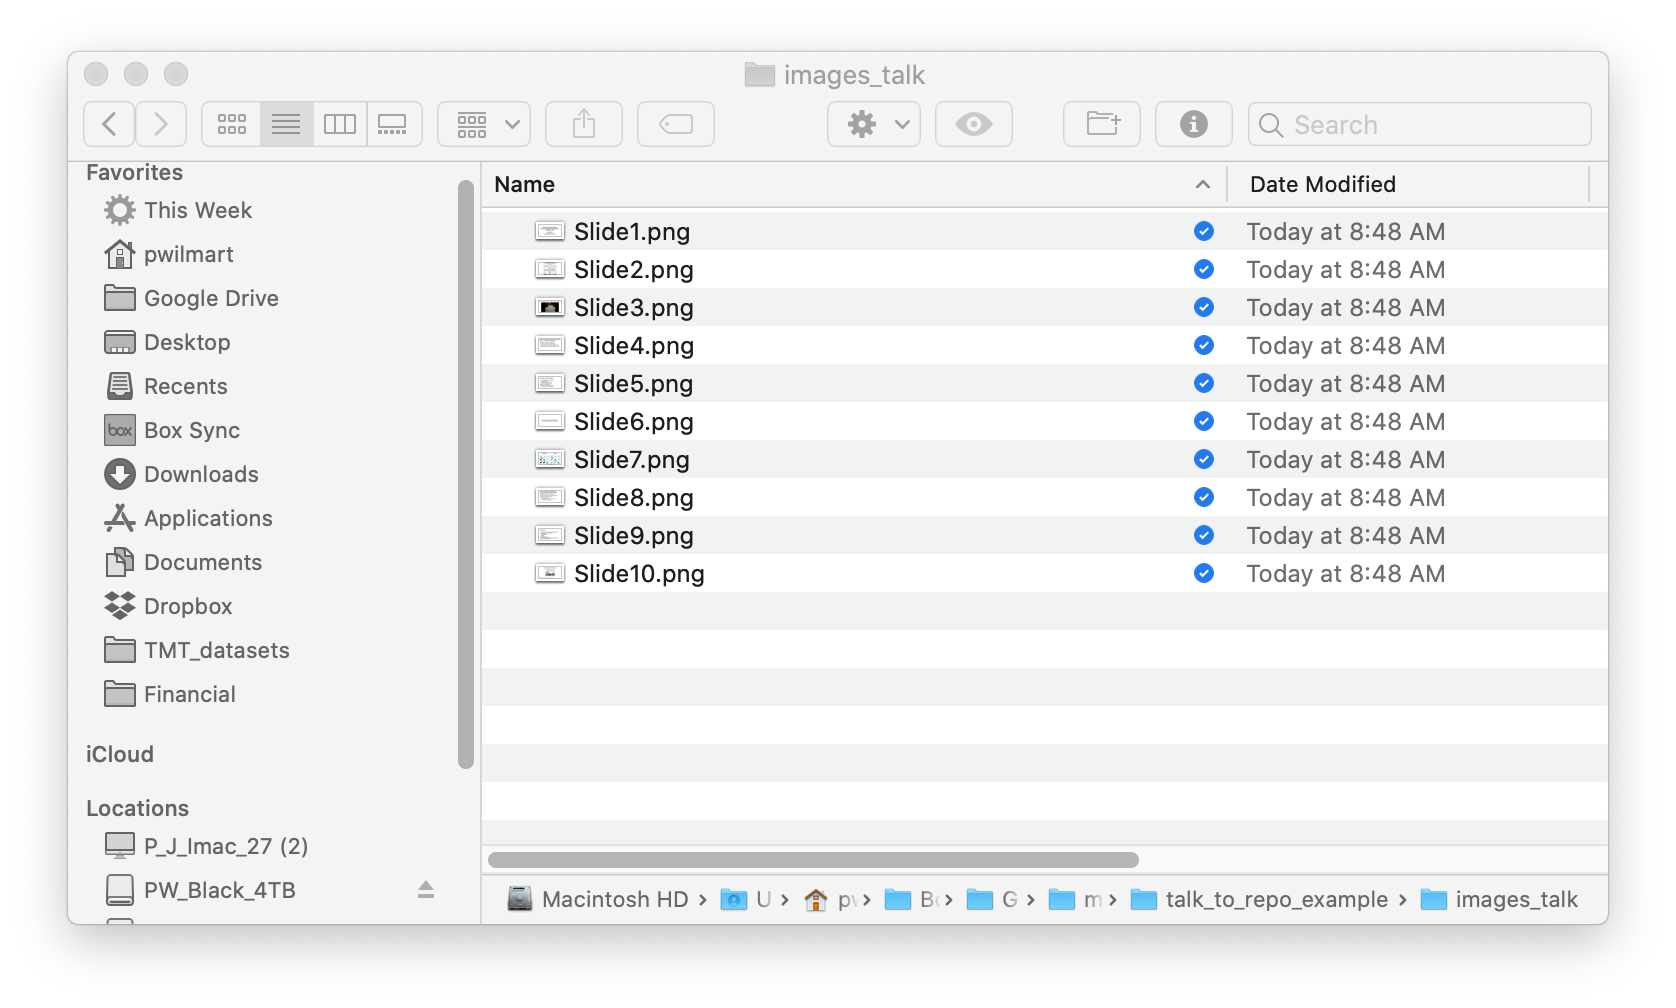 images_talk
Search
Favorites
This Week
pwilmart
Google Drive
Desktop
Recents
box Box Sync
Downloads
Applications
Documents
Dropbox
TMT_datasets
Financial
iCloud
Locations
P_J_Imac_27 (2)
PW_Black_4TB
Name Date Modified
Slide1.png Today at 8:48 AM
Slide2.png Today at 8:48 AM
Slide3.png Today at 8:48 AM
Slide4.png Today at 8:48 AM
Slide5.png Today at 8:48 AM
Slide6.png Today at 8:48 AM
Slide7.png Today at 8:48 AM
Slide8.png Today at 8:48 AM
Slide9.png Today at 8:48 AM
Slide10.png Today at 8:48 AM
Macintosh HD › U › pw › Bo › G › m › talk_to_repo_example › images_talk